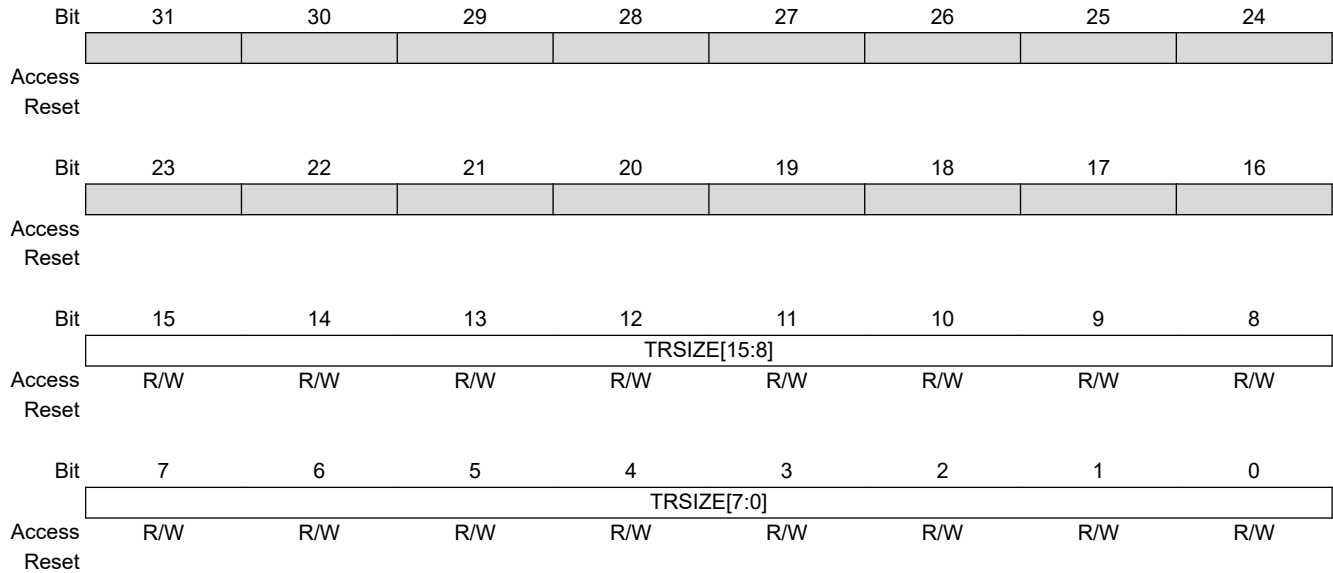 Bit 31 30 29 28 27 26 25 24
Access
Reset
Bit 23 22 21 20 19 18 17 16
Access
Reset
Bit 15 14 13 12 11 10 9 8
TRSIZE[15:8]
Access R/W R/W R/W R/W R/W R/W R/W R/W
Reset
Bit 7 6 5 4 3 2 1 0
TRSIZE[7:0]
Access R/W R/W R/W R/W R/W R/W R/W R/W
Reset